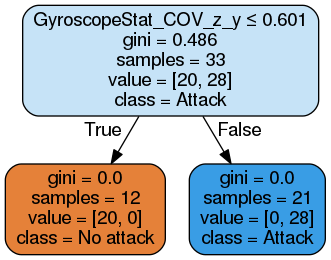 GyroscopeStat_COV_z_y ≤ 0.601
gini = 0.486
samples = 33
value = [20, 28]
class = Attack
True
False
gini = 0.0
samples = 12
value = [20, 0]
class = No attack
gini = 0.0
samples = 21
value = [0, 28]
class = Attack